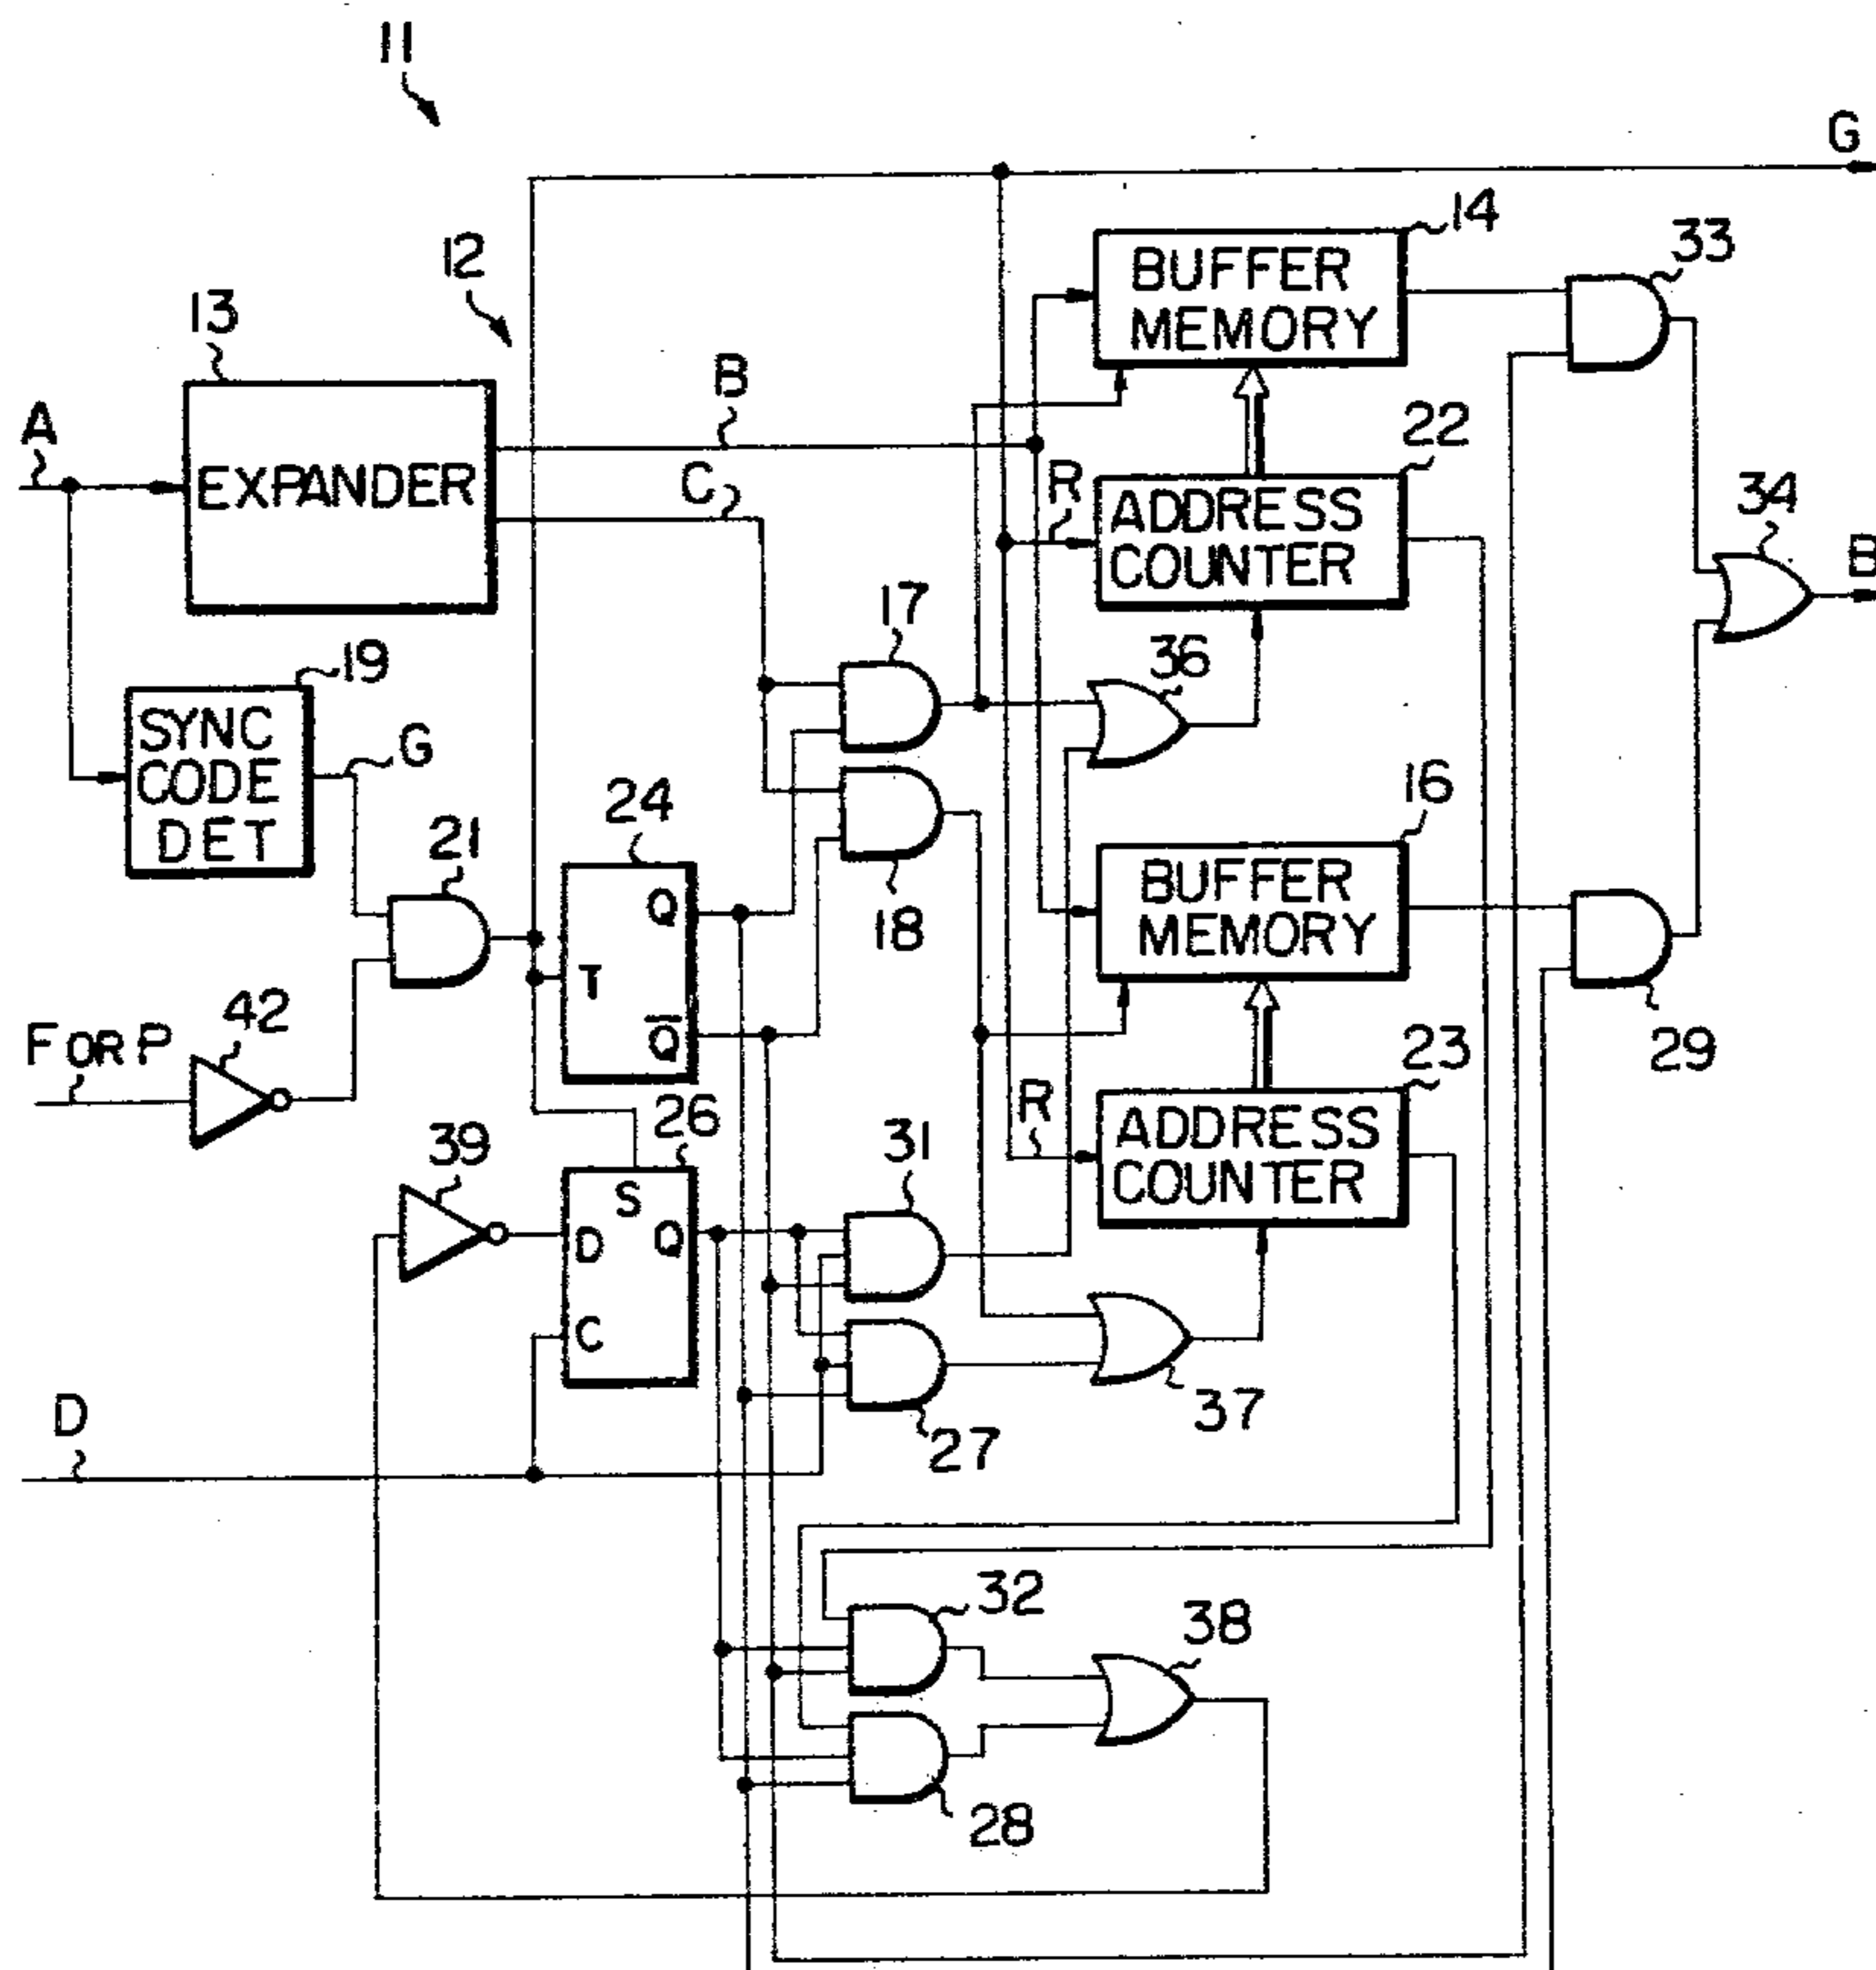 11
G
14
BUFFER
MEMORY
33
12
13
EXPANDER
A
B
C
22
R
ADDRESS
COUNTER
34
B
17
36
19
SYNC
CODE
DET
G
24
Q
T
Q̅
21
18
16
BUFFER
MEMORY
29
F OR P
42
26
S
D
Q
C
39
31
R
23
ADDRESS
COUNTER
37
27
D
32
38
28